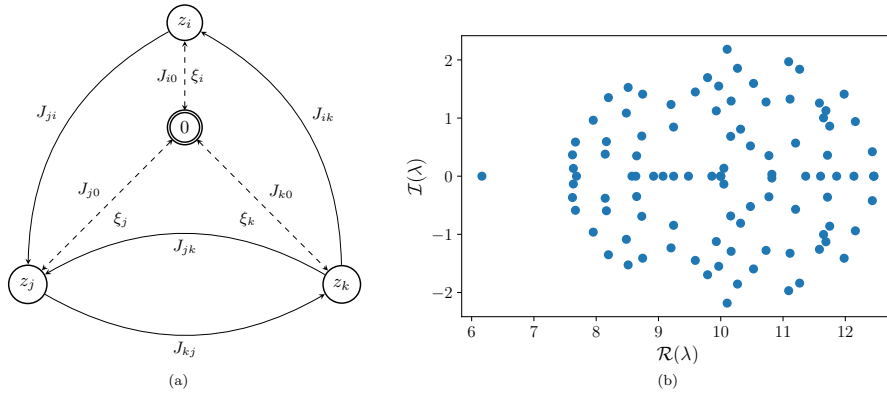 z_i
J_{i0} ξ_i
J_{ji}
J_{ik}
0
J_{j0}
J_{k0}
ξ_j
ξ_k
J_{jk}
z_j
z_k
J_{kj}
(a)
2
1
0
−1
−2
ℐ(λ)
6 7 8 9 10 11 12
ℛ(λ)
(b)